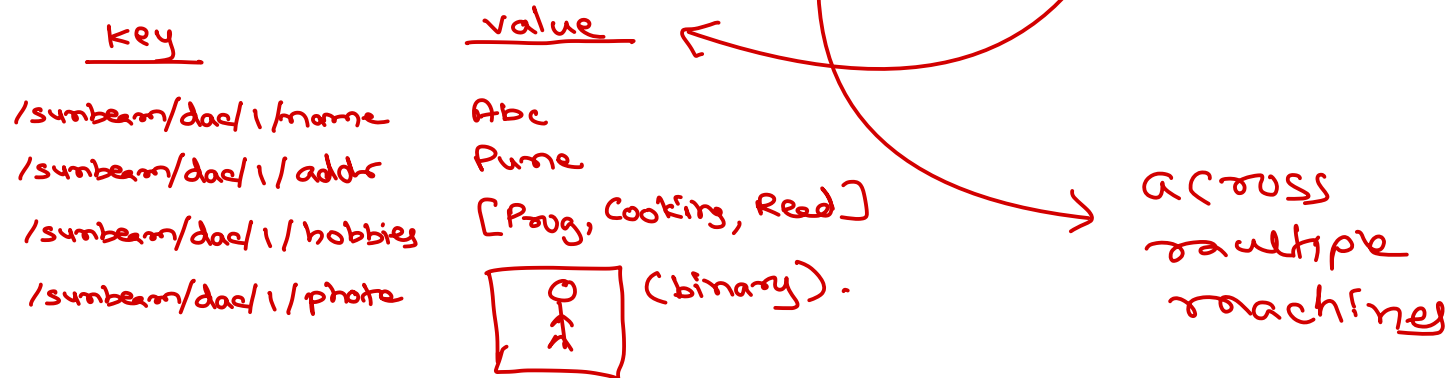 key value
/sunbeam/dac/1/name Abc
/sunbeam/dac/1/addr Pune
/sunbeam/dac/1/hobbies [Prog, Cooking, Read]
/sunbeam/dac/1/photo (binary).
across
multiple
machines